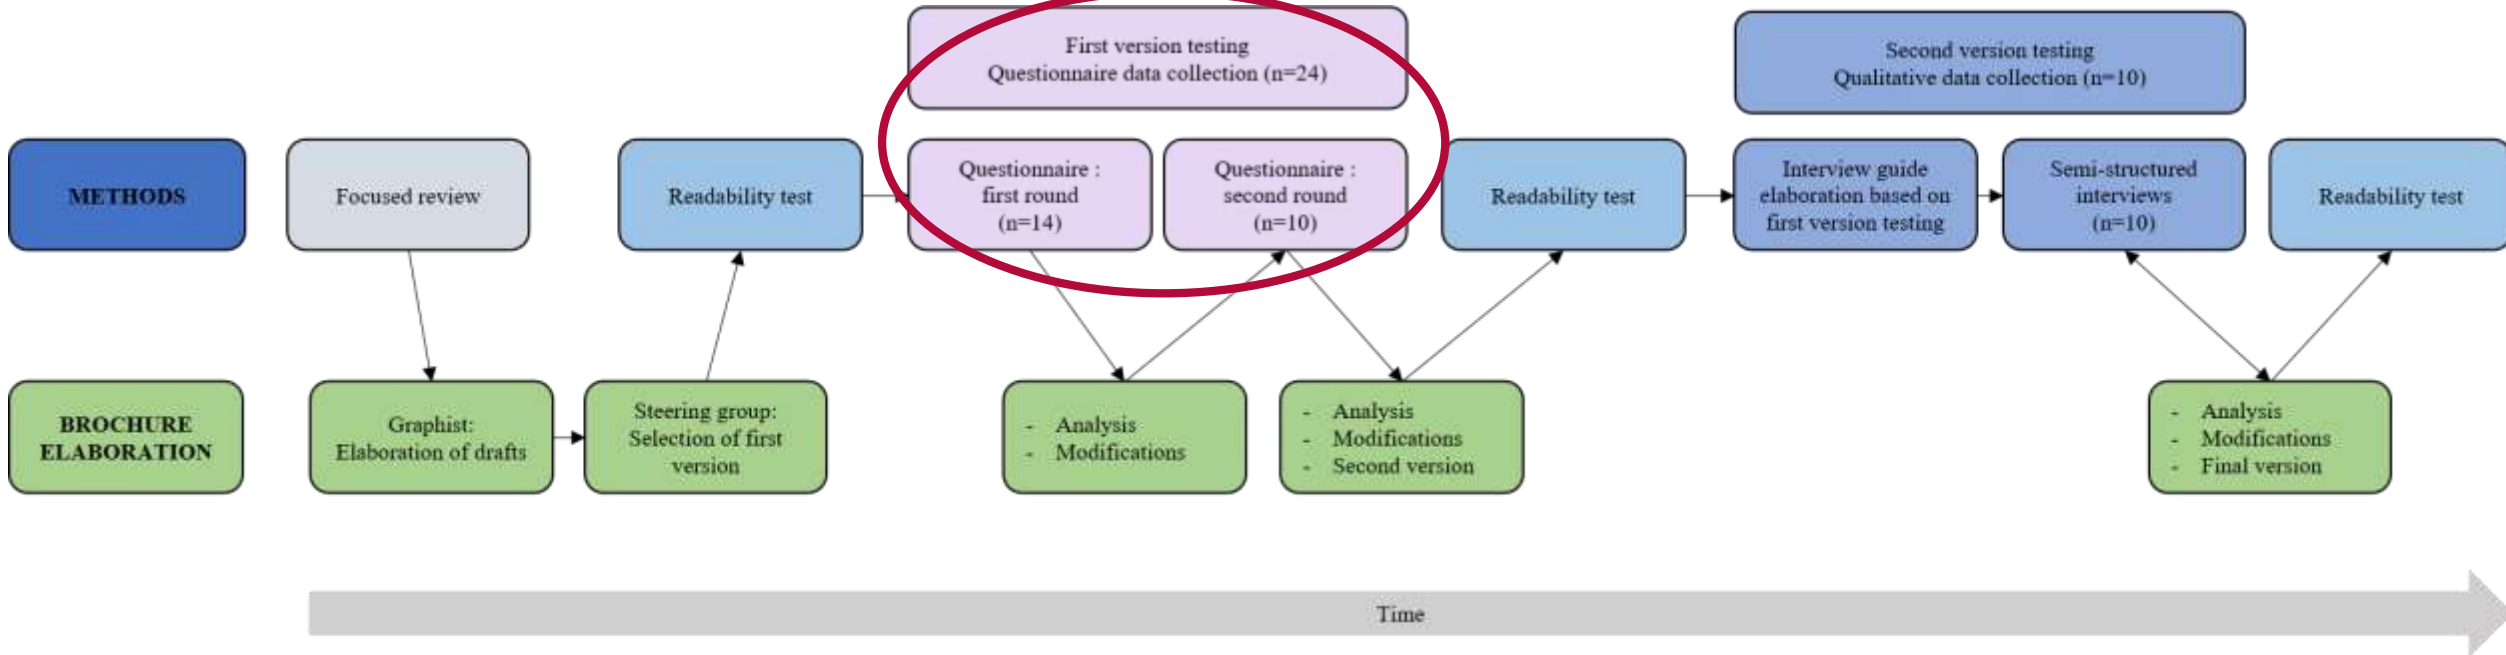 First version testing
Questionnaire data collection (n=24)
Second version testing
Qualitative data collection (n=10)
METHODS
Focused review
Readability test
Questionnaire :
first round
(n=14)
Questionnaire :
second round
(n=10)
Readability test
Interview guide
elaboration based on
first version testing
Semi-structured
interviews
(n=10)
Readability test
BROCHURE
ELABORATION
Graphist:
Elaboration of drafts
Steering group:
Selection of first
version
- Analysis
- Modifications
- Analysis
- Modifications
- Second version
- Analysis
- Modifications
- Final version
Time